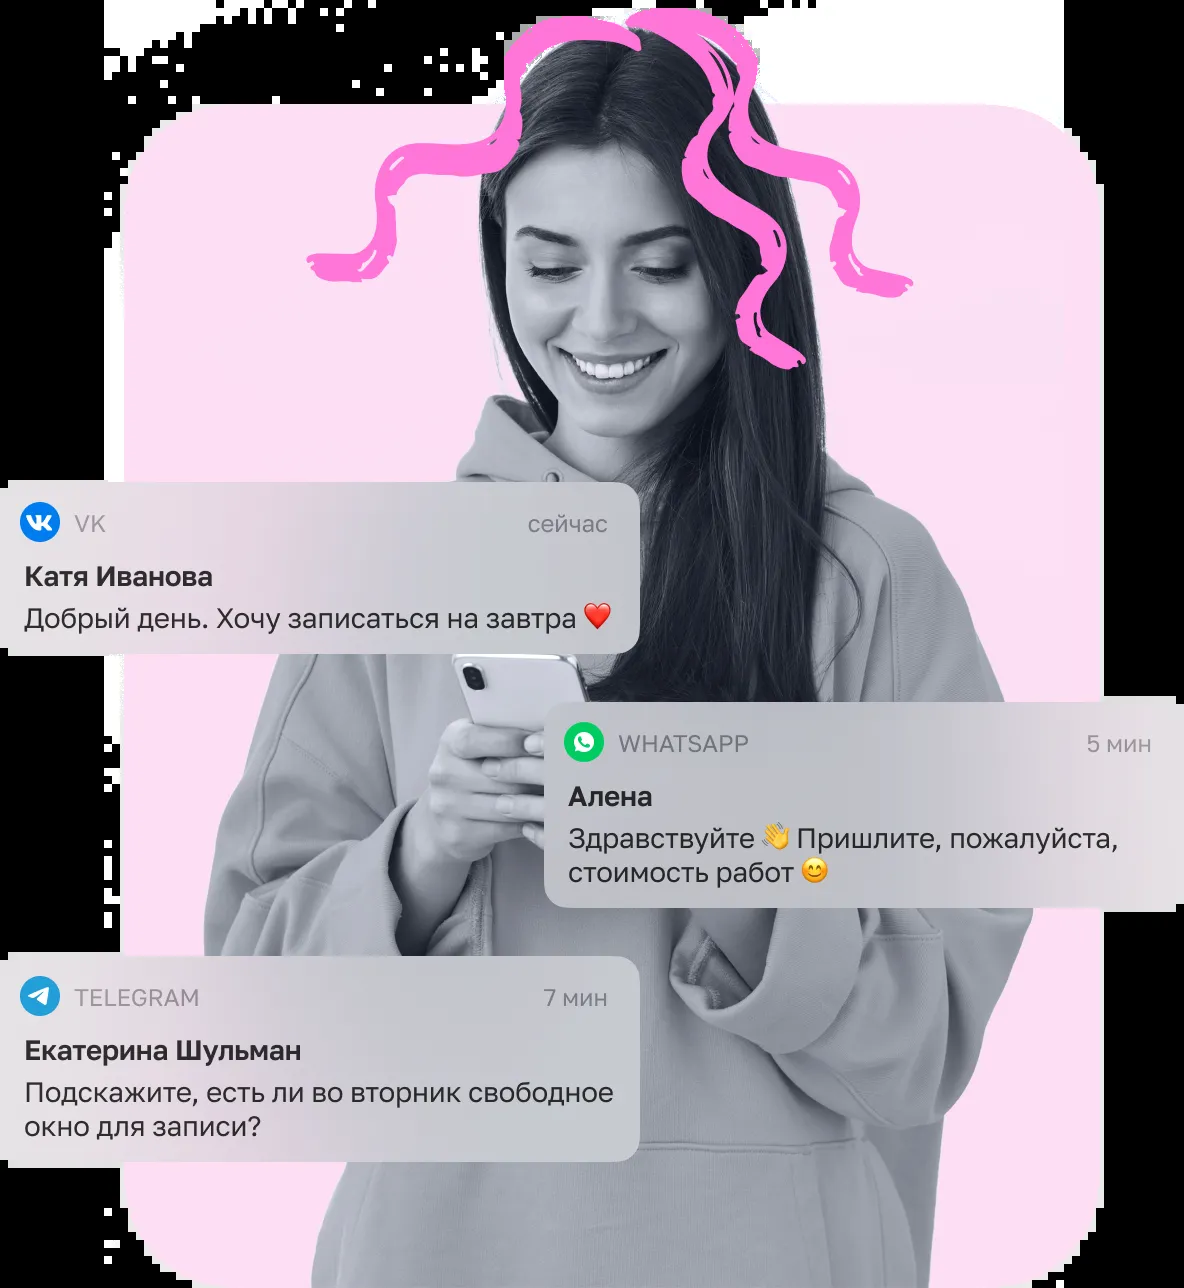 VK сейчас
Катя Иванова
Добрый день. Хочу записаться на завтра ❤️
WHATSAPP 5 мин
Алена
Здравствуйте 👋 Пришлите, пожалуйста,
стоимость работ 😊
TELEGRAM 7 мин
Екатерина Шульман
Подскажите, есть ли во вторник свободное
окно для записи?